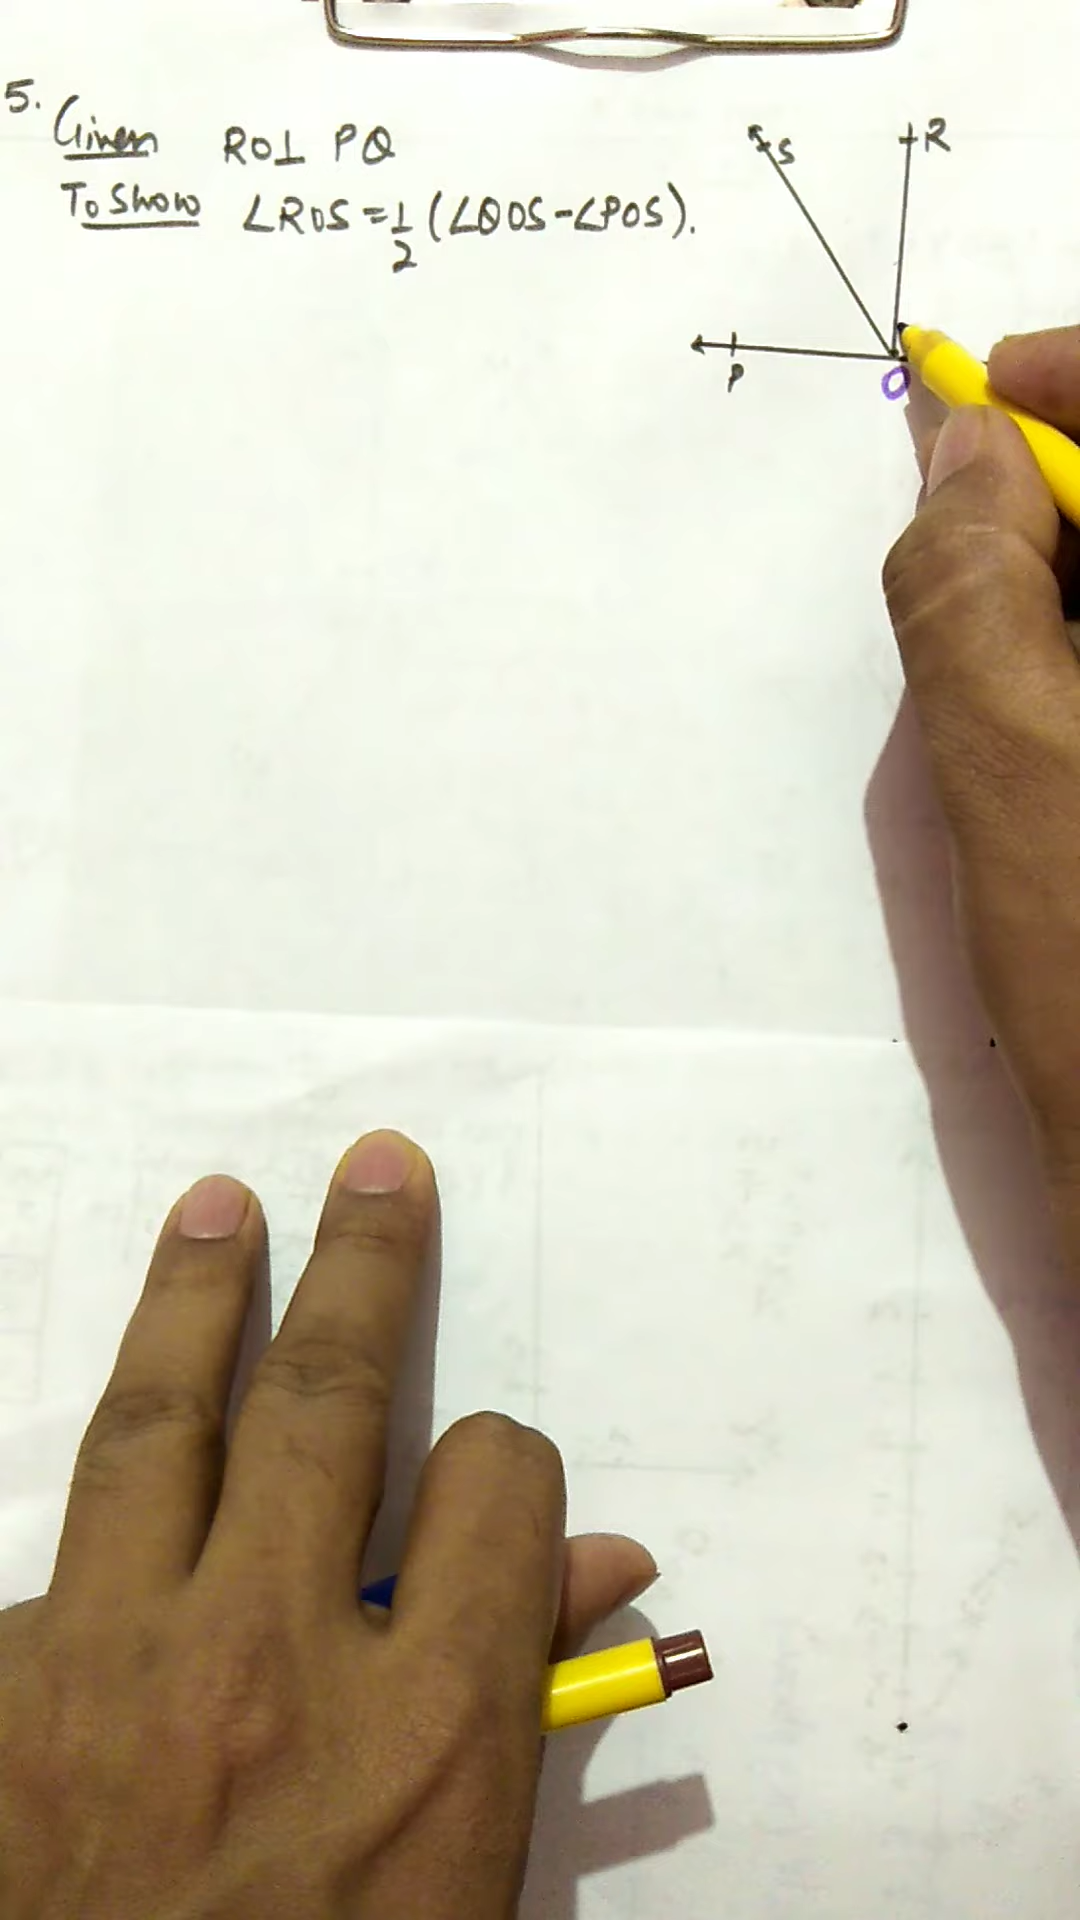 5.
Given RO⊥ PQ
To Show ∠ROS = 1/2 (∠QOS - ∠POS).
S
R
P
O